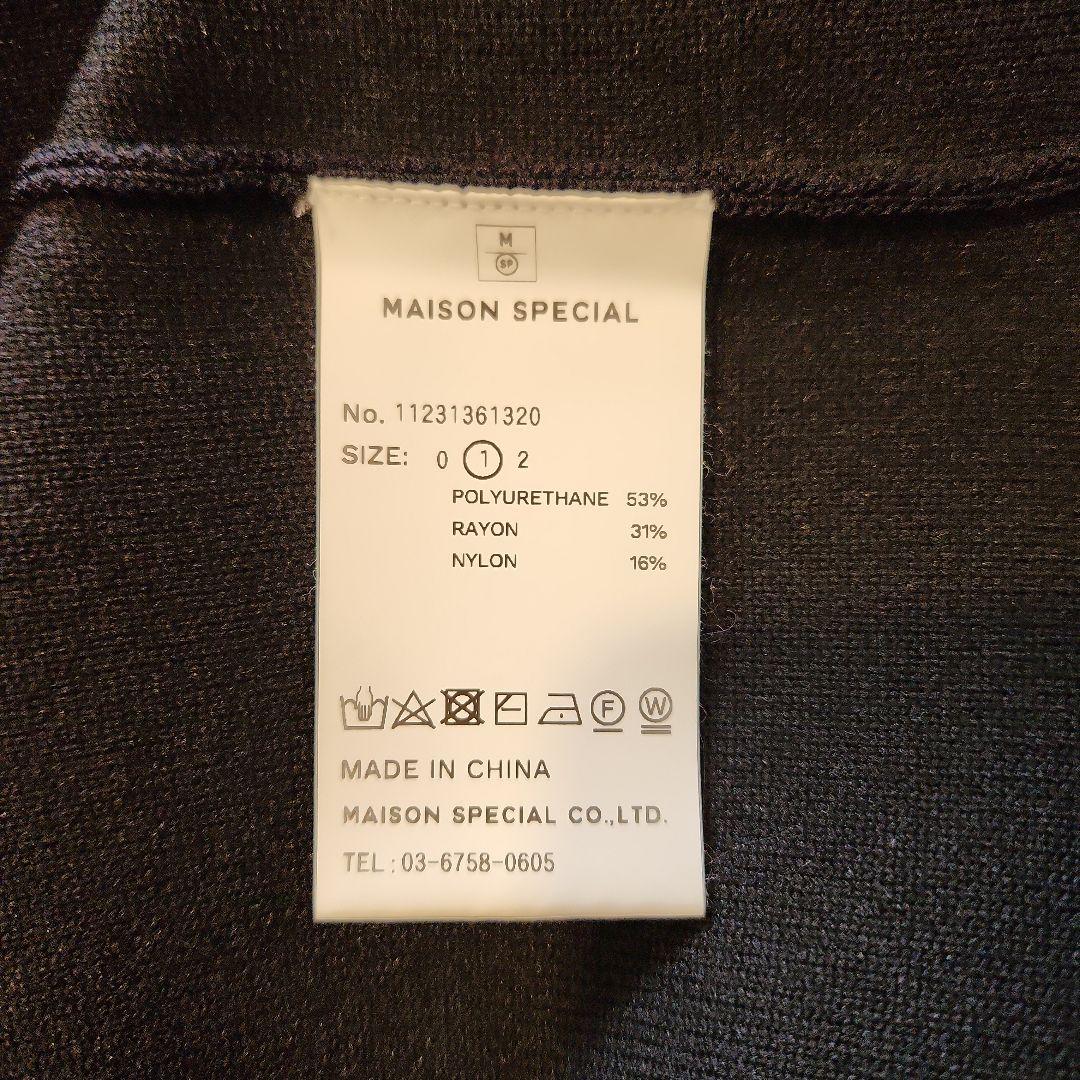 M
SP
MAISON SPECIAL
No. 11231361320
SIZE: 0 1 2
POLYURETHANE 53%
RAYON 31%
NYLON 16%
F W
MADE IN CHINA
MAISON SPECIAL CO.,LTD.
TEL : 03-6758-0605